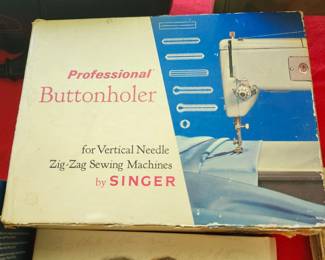 Professional
Buttonholer
for Vertical Needle
Zig-Zag Sewing Machines
by SINGER